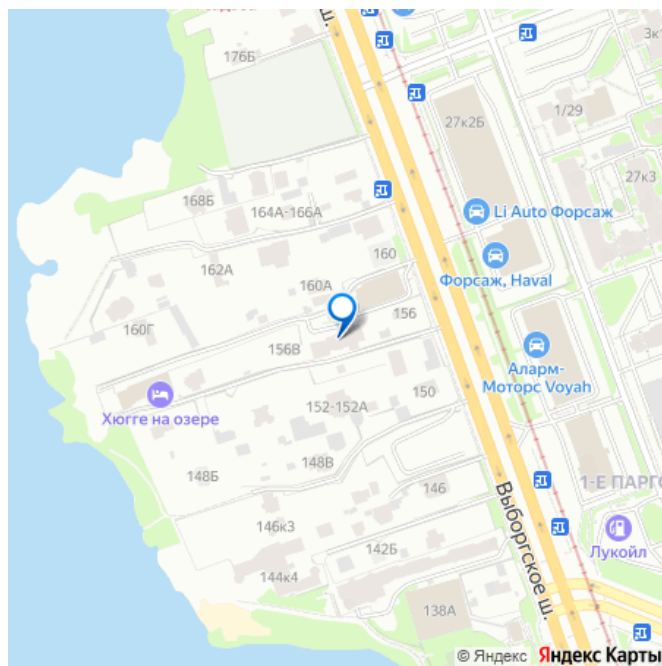 176Б
ш.
27к2Б
1/29
27к3
168Б
164А-166А
Li Auto Форсаж
160
162А
Форсаж, Haval
160А
156
160Г
156В
Аларм-
Моторс Voyah
Хюгге на озере
150
152-152А
148В
148Б
146
1-Е ПАРГО
Выборгское ш.
146к3
Лукойл
142Б
144к4
138А
© Яндекс Яндекс Карты